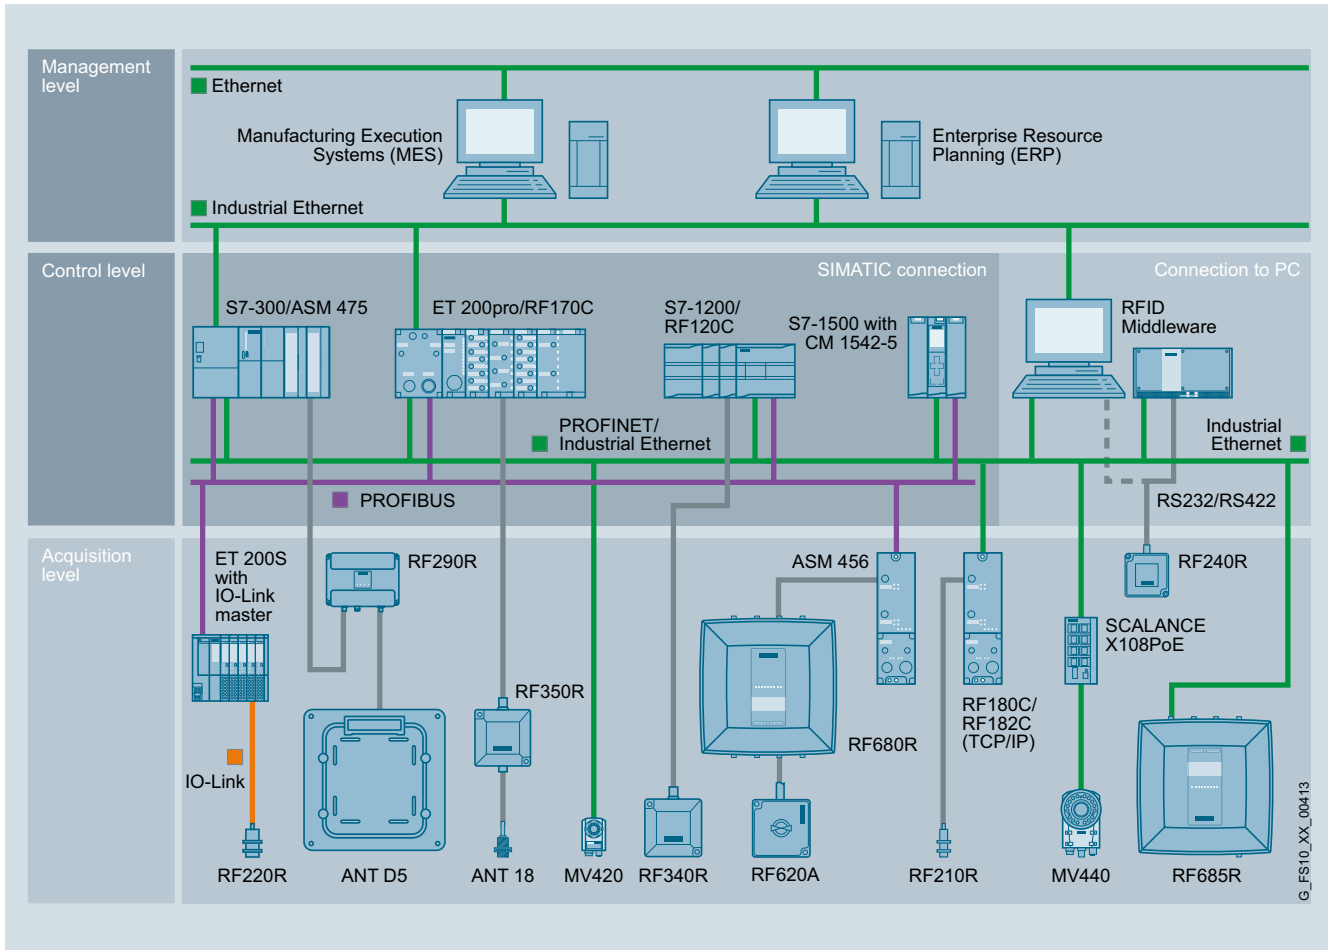 Management
level
Ethernet
Manufacturing Execution
Systems (MES)
Enterprise Resource
Planning (ERP)
Industrial Ethernet
Control level
SIMATIC connection
Connection to PC
S7-300/ASM 475
ET 200pro/RF170C
S7-1200/
RF120C
S7-1500 with
CM 1542-5
RFID
Middleware
PROFINET/
Industrial Ethernet
Industrial
Ethernet
PROFIBUS
RS232/RS422
Acquisition
level
ET 200S
with
IO-Link
master
RF290R
ASM 456
RF240R
SCALANCE
X108PoE
RF350R
RF180C/
RF182C
(TCP/IP)
RF680R
IO-Link
RF220R
ANT D5
ANT 18
MV420
RF340R
RF620A
RF210R
MV440
RF685R
G_FS10_XX_00413